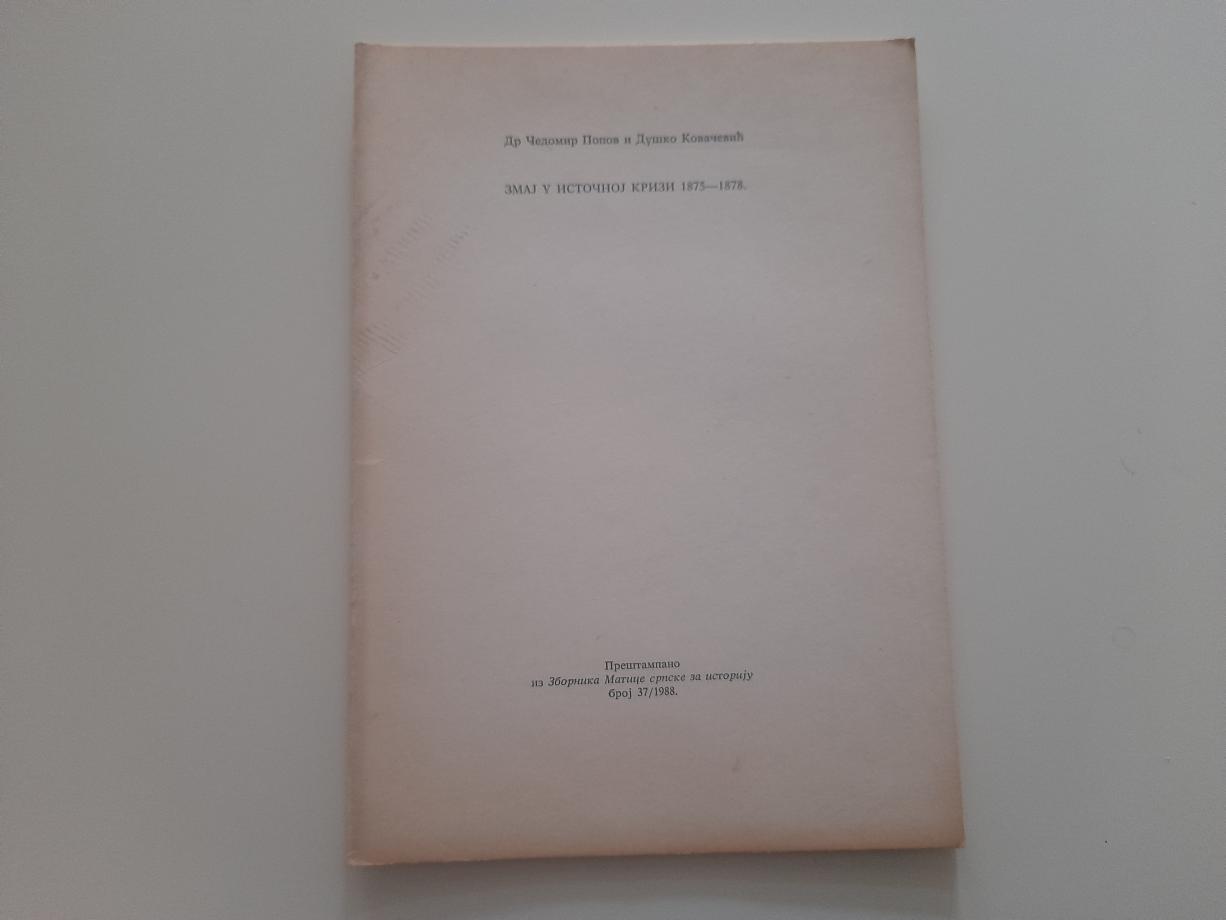 Др Чедомир Попов и Душко Ковачевић
ЗМАЈ У ИСТОЧНОЈ КРИЗИ 1875—1878.
Прештампано
из Зборника Матице српске за историју
број 37/1988.